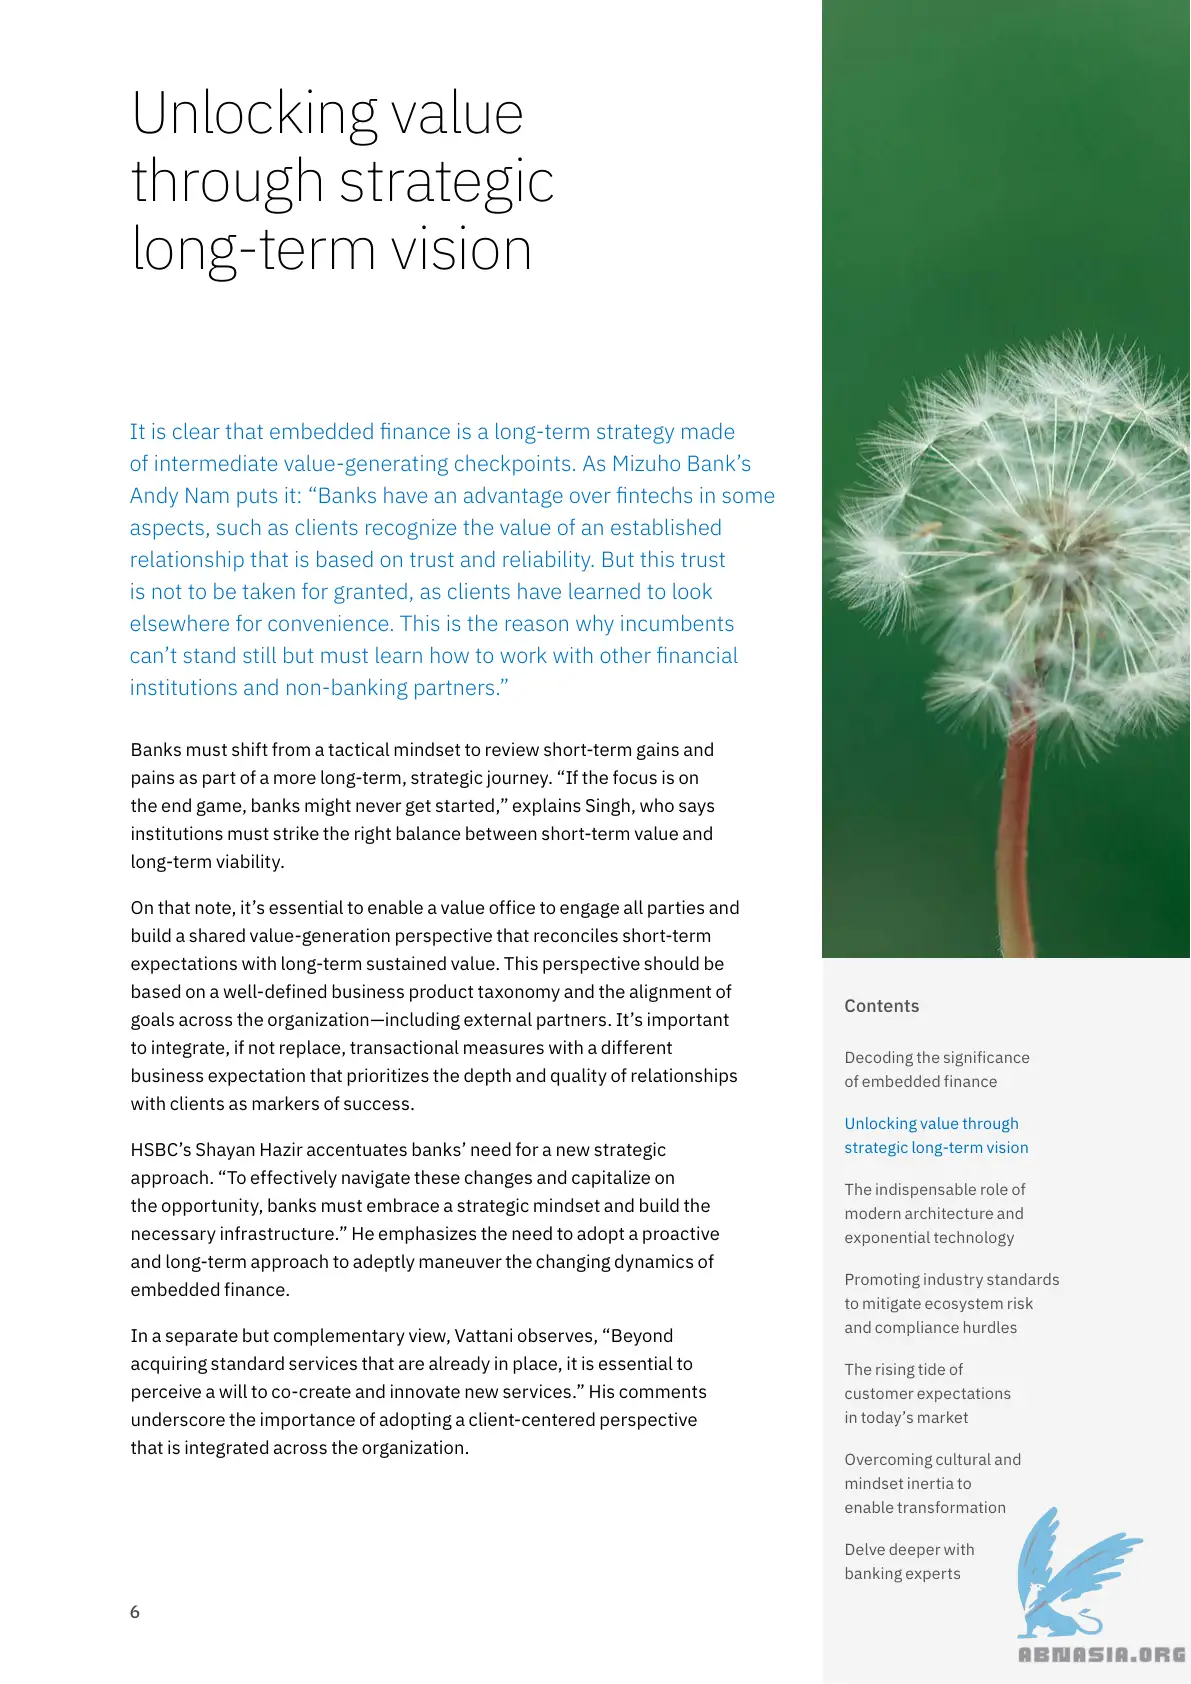 Unlocking value
through strategic
long-term vision
It is clear that embedded finance is a long-term strategy made
of intermediate value-generating checkpoints. As Mizuho Bank’s
Andy Nam puts it: “Banks have an advantage over fintechs in some
aspects, such as clients recognize the value of an established
relationship that is based on trust and reliability. But this trust
is not to be taken for granted, as clients have learned to look
elsewhere for convenience. This is the reason why incumbents
can’t stand still but must learn how to work with other financial
institutions and non-banking partners.”
Banks must shift from a tactical mindset to review short-term gains and
pains as part of a more long-term, strategic journey. “If the focus is on
the end game, banks might never get started,” explains Singh, who says
institutions must strike the right balance between short-term value and
long-term viability.
On that note, it’s essential to enable a value office to engage all parties and
build a shared value-generation perspective that reconciles short-term
expectations with long-term sustained value. This perspective should be
based on a well-defined business product taxonomy and the alignment of
goals across the organization—including external partners. It’s important
to integrate, if not replace, transactional measures with a different
business expectation that prioritizes the depth and quality of relationships
with clients as markers of success.
HSBC’s Shayan Hazir accentuates banks’ need for a new strategic
approach. “To effectively navigate these changes and capitalize on
the opportunity, banks must embrace a strategic mindset and build the
necessary infrastructure.” He emphasizes the need to adopt a proactive
and long-term approach to adeptly maneuver the changing dynamics of
embedded finance.
In a separate but complementary view, Vattani observes, “Beyond
acquiring standard services that are already in place, it is essential to
perceive a will to co-create and innovate new services.” His comments
underscore the importance of adopting a client-centered perspective
that is integrated across the organization.
6
Contents
Decoding the significance
of embedded finance
Unlocking value through
strategic long-term vision
The indispensable role of
modern architecture and
exponential technology
Promoting industry standards
to mitigate ecosystem risk
and compliance hurdles
The rising tide of
customer expectations
in today’s market
Overcoming cultural and
mindset inertia to
enable transformation
Delve deeper with
banking experts
ABNASIA.ORG